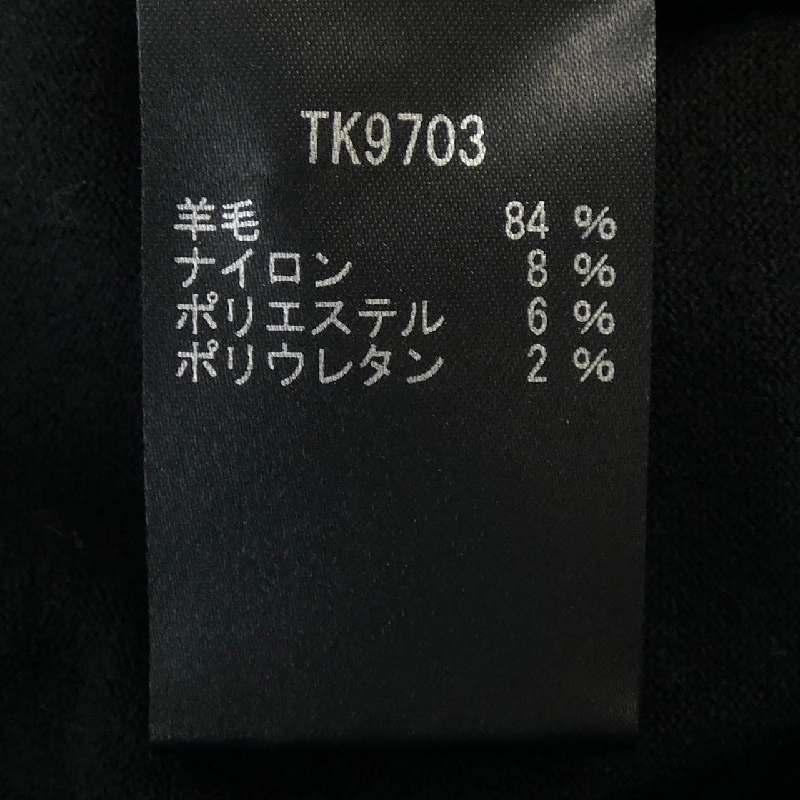 TK9703
羊毛 84 %
ナイロン 8 %
ポリエステル 6 %
ポリウレタン 2 %